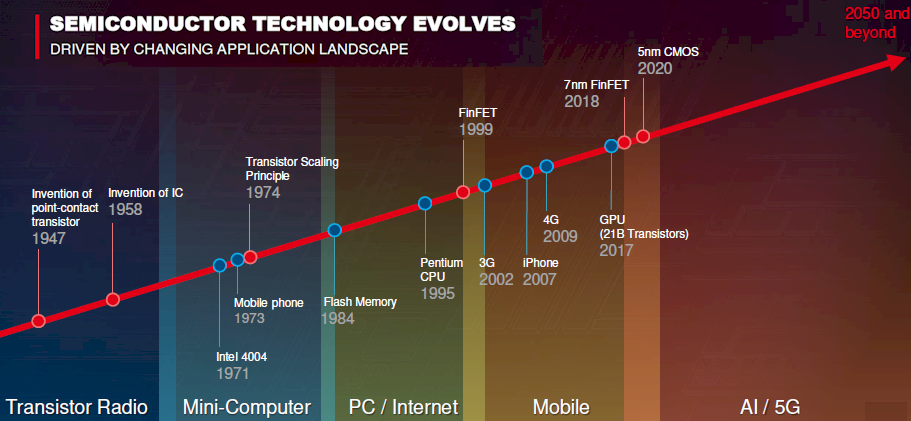 SEMICONDUCTOR TECHNOLOGY EVOLVES
DRIVEN BY CHANGING APPLICATION LANDSCAPE
2050 and
beyond
5nm CMOS
2020
7nm FinFET
2018
FinFET
1999
Transistor Scaling
Principle
1974
Invention of IC
1958
Invention of
point-contact
transistor
1947
Intel 4004
1971
Mobile phone
1973
Flash Memory
1984
Pentium
CPU
1995
3G
2002
iPhone
2007
4G
2009
GPU
(21B Transistors)
2017
Transistor Radio
Mini-Computer
PC / Internet
Mobile
AI / 5G